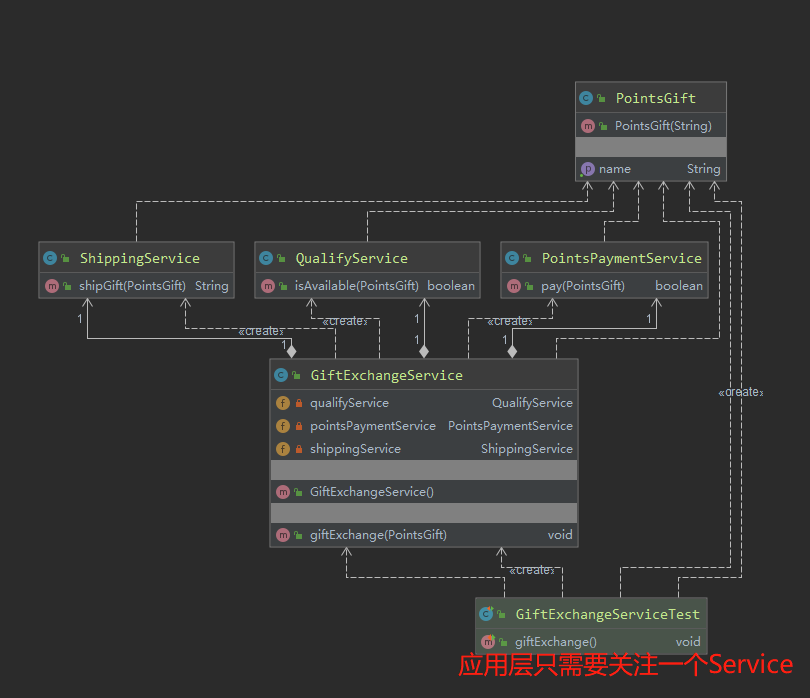 PointsGift
PointsGift(String)
name String
ShippingService
shipGift(PointsGift) String
QualifyService
isAvailable(PointsGift) boolean
PointsPaymentService
pay(PointsGift) boolean
1
«create»
1
1
«create»
1
«create»
1
1
GiftExchangeService
qualifyService QualifyService
pointsPaymentService PointsPaymentService
shippingService ShippingService
GiftExchangeService()
giftExchange(PointsGift) void
«create»
«create»
GiftExchangeServiceTest
giftExchange() void
应用层只需要关注一个Service